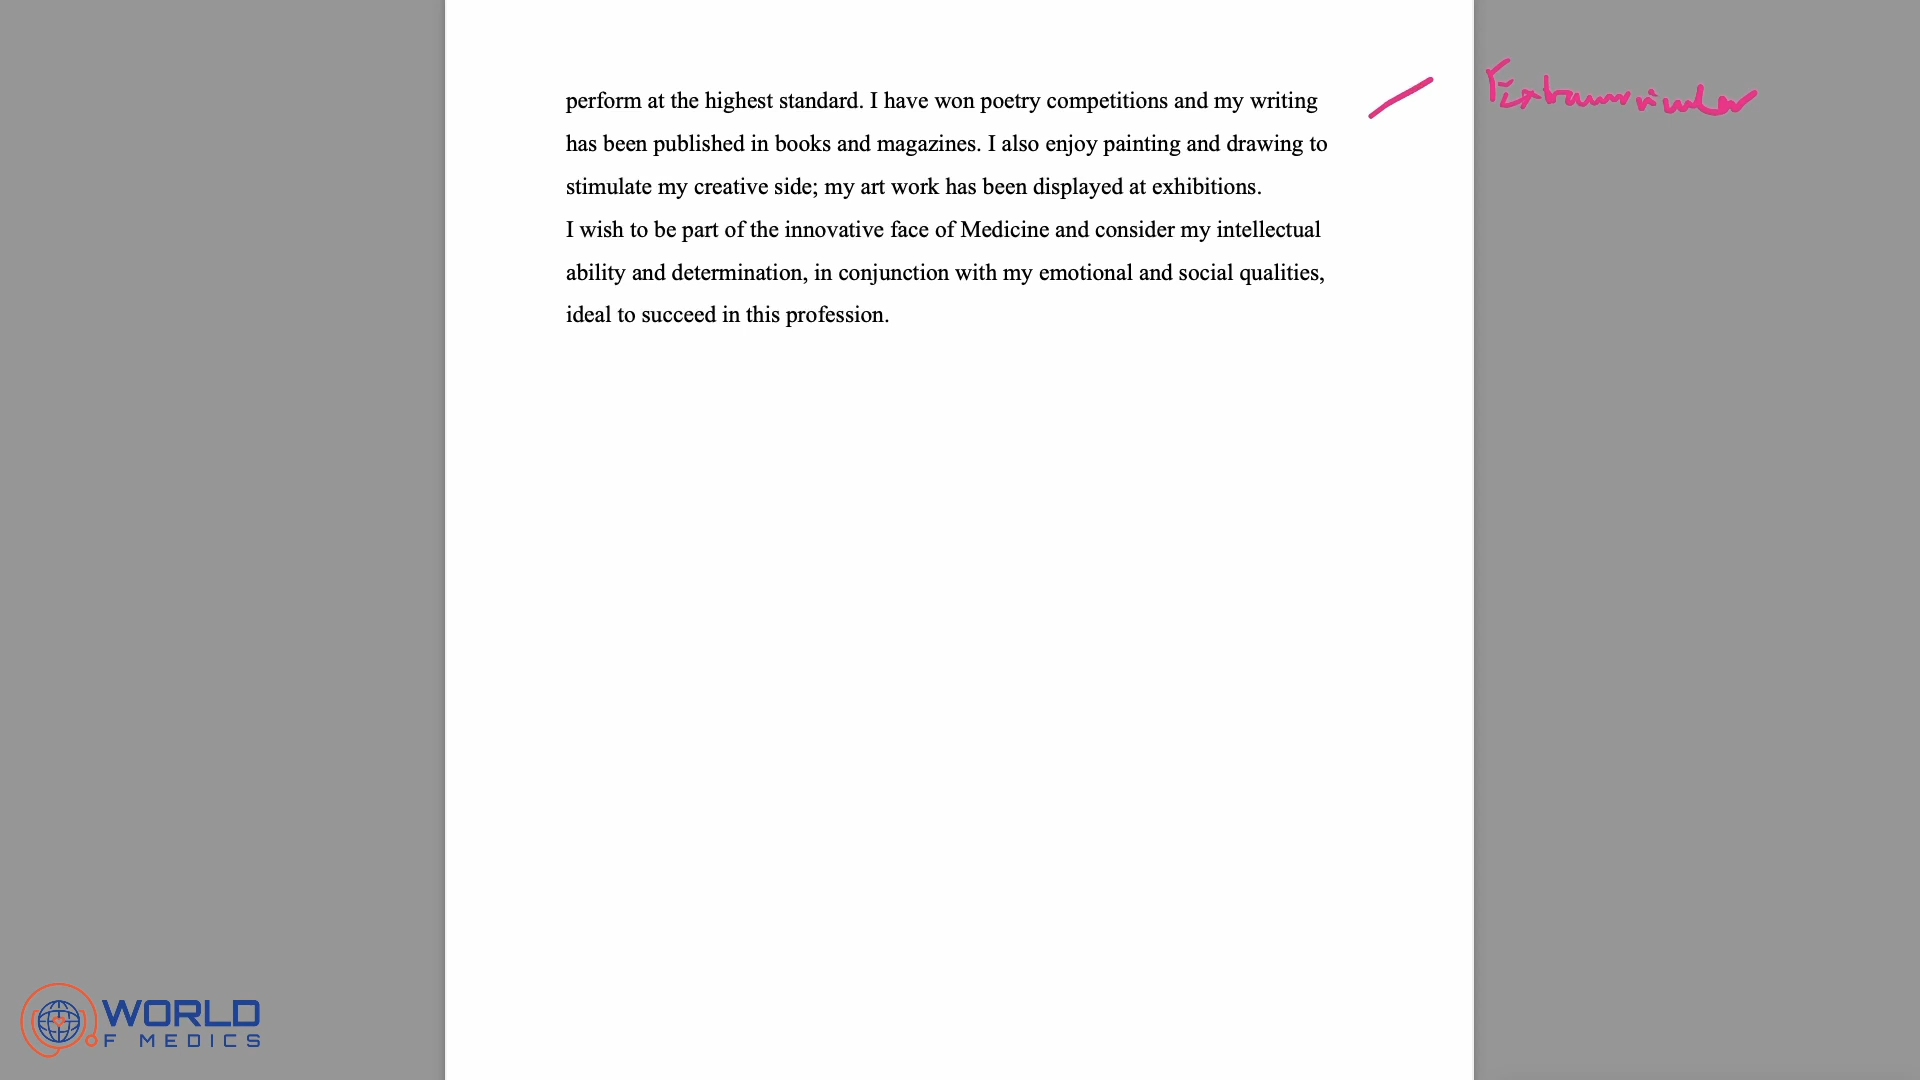 perform at the highest standard. I have won poetry competitions and my writing
has been published in books and magazines. I also enjoy painting and drawing to
stimulate my creative side; my art work has been displayed at exhibitions.
I wish to be part of the innovative face of Medicine and consider my intellectual
ability and determination, in conjunction with my emotional and social qualities,
ideal to succeed in this profession.
WORLD
F MEDICS